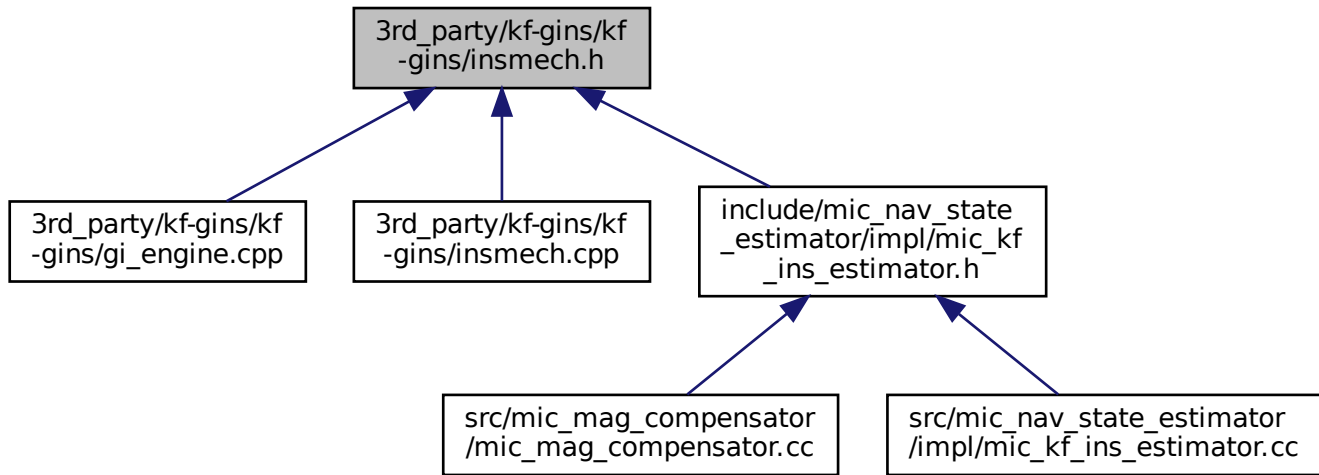 3rd_party/kf-gins/kf
-gins/insmech.h
3rd_party/kf-gins/kf
-gins/gi_engine.cpp
3rd_party/kf-gins/kf
-gins/insmech.cpp
include/mic_nav_state
_estimator/impl/mic_kf
_ins_estimator.h
src/mic_mag_compensator
/mic_mag_compensator.cc
src/mic_nav_state_estimator
/impl/mic_kf_ins_estimator.cc